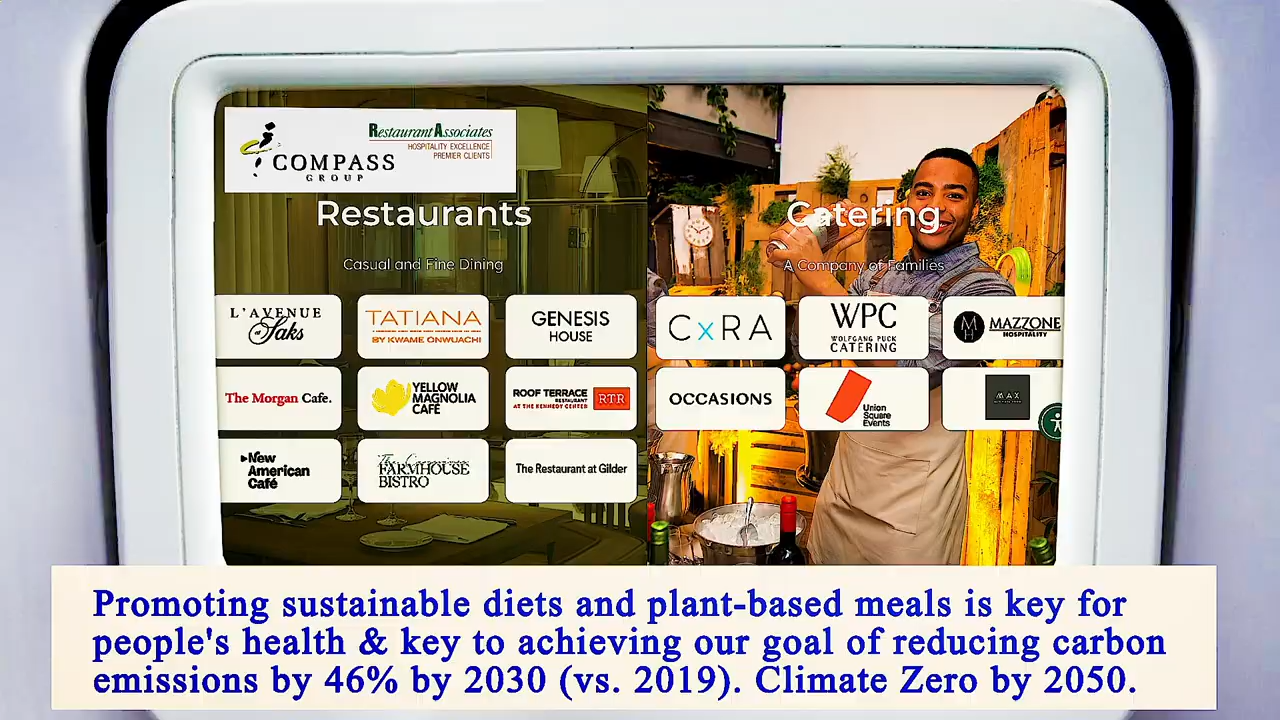 COMPASS
GROUP
Restaurant Associates
HOSPITALITY EXCELLENCE
PREMIER CLIENTS
Restaurants
Casual and Fine Dining
L'AVENUE
at Saks
TATIANA
BY KWAME ONWUACHI
GENESIS
HOUSE
The Morgan Cafe.
YELLOW
MAGNOLIA
CAFÉ
ROOF TERRACE
RESTAURANT
AT THE KENNEDY CENTER
RTR
New
American
Café
FARMHOUSE
BISTRO
The Restaurant at Gilder
Catering
A Company of Families
CxRA
WPC
WOLFGANG PUCK
CATERING
MH
MAZZONE
HOSPITALITY
OCCASIONS
Union
Square
Events
MAX
Promoting sustainable diets and plant-based meals is key for
people's health & key to achieving our goal of reducing carbon
emissions by 46% by 2030 (vs. 2019). Climate Zero by 2050.